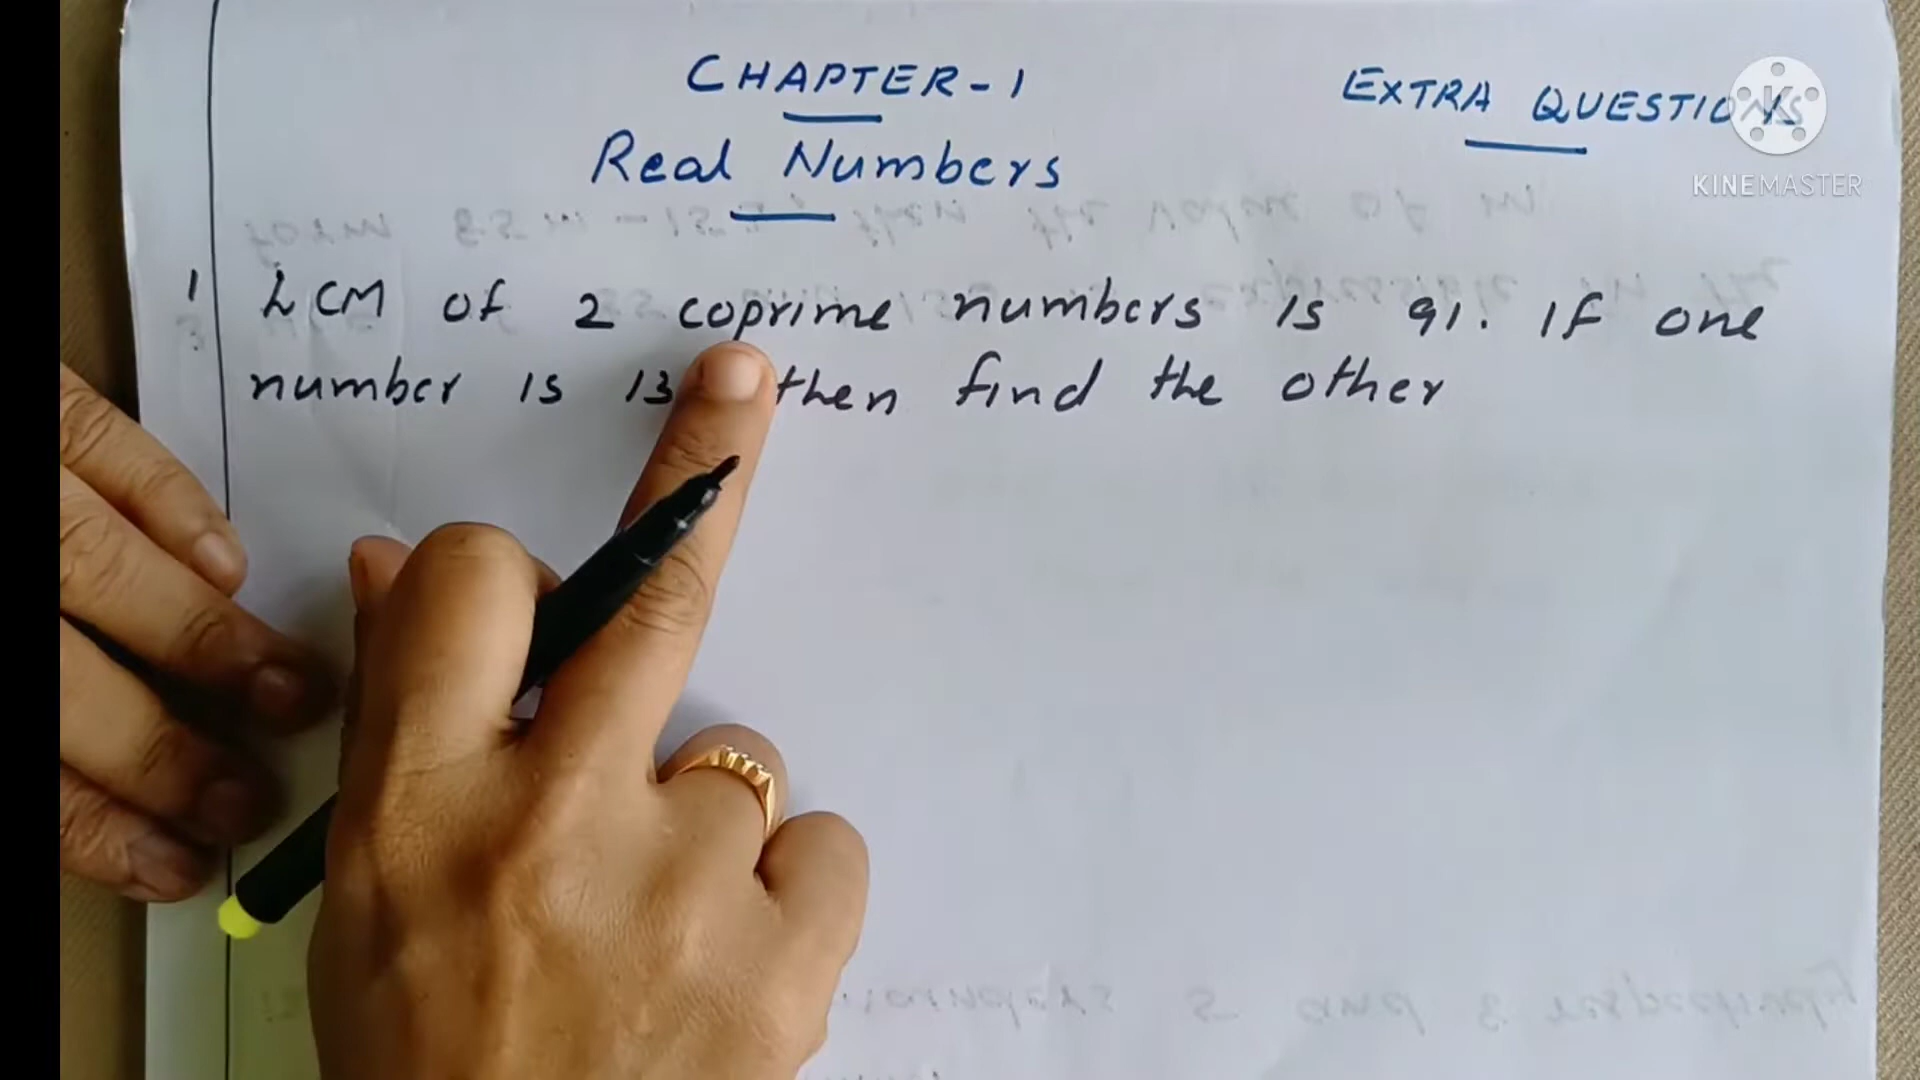 CHAPTER-1
EXTRA QUESTIONS
Real Numbers
KINEMASTER
1 LCM of 2 coprime numbers is 91. If one
number is 13 then find the other